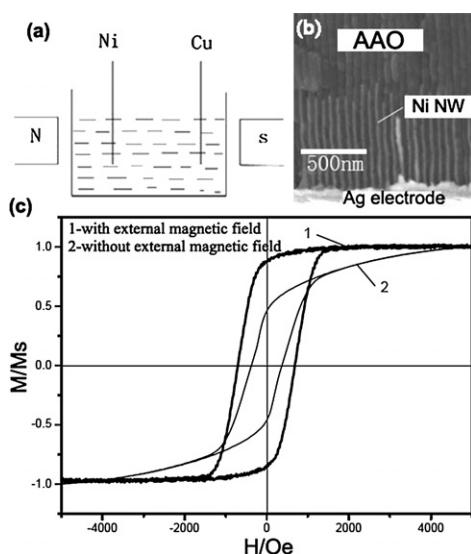 (a)
Ni
Cu
N
s
(b)
AAO
Ni NW
500nm
Ag electrode
(c)
1-with external magnetic field
2-without external magnetic field
1
2
1.0
0.5
0.0
-0.5
-1.0
M/Ms
-4000
-2000
0
2000
4000
H/Oe